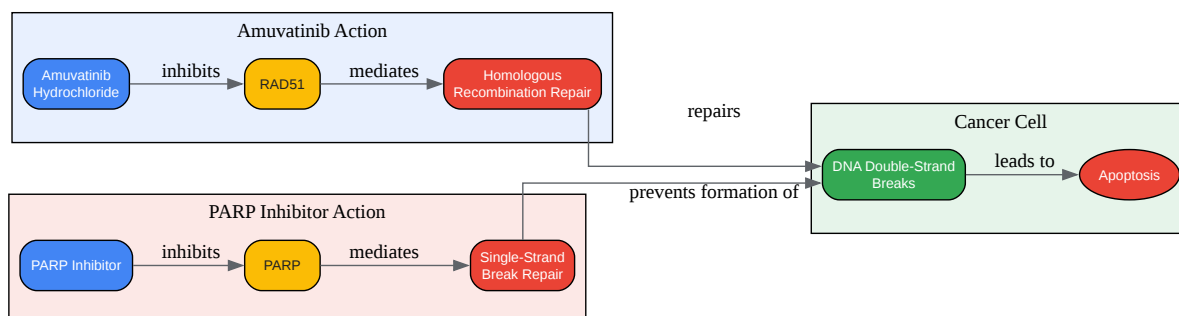 Amuvatinib Action
Amuvatinib
Hydrochloride
inhibits
RAD51
mediates
Homologous
Recombination Repair
repairs
PARP Inhibitor Action
PARP Inhibitor
inhibits
PARP
mediates
Single-Strand
Break Repair
prevents formation of
Cancer Cell
DNA Double-Strand
Breaks
leads to
Apoptosis